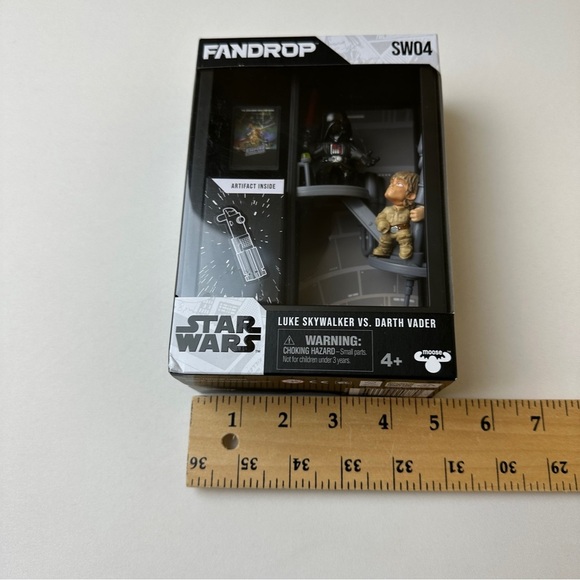 FANDROP
SW04
ARTIFACT INSIDE
STAR
WARS
LUKE SKYWALKER VS. DARTH VADER
WARNING:
CHOKING HAZARD – Small parts.
Not for children under 3 years.
4+
moose
1 2 3 4 5 6 7
36 35 34 33 32 31 30 29